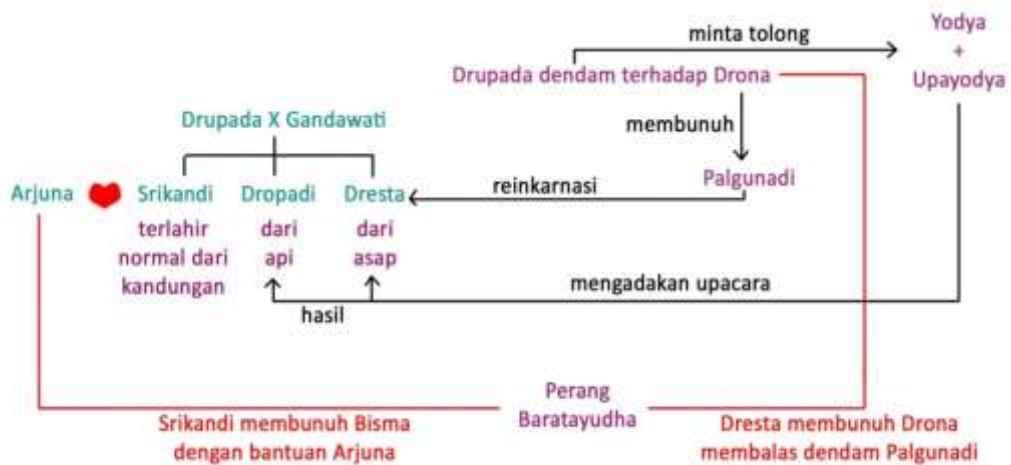 minta tolong
Yodya
+
Upayodya
Drupada dendam terhadap Drona
membunuh
Palgunadi
Drupada X Gandawati
reinkarnasi
Arjuna
Srikandi
terlahir
normal dari
kandungan
Dropadi
dari
api
Dresta
dari
asap
mengadakan upacara
hasil
Perang
Baratayudha
Srikandi membunuh Bisma
dengan bantuan Arjuna
Dresta membunuh Drona
membalas dendam Palgunadi